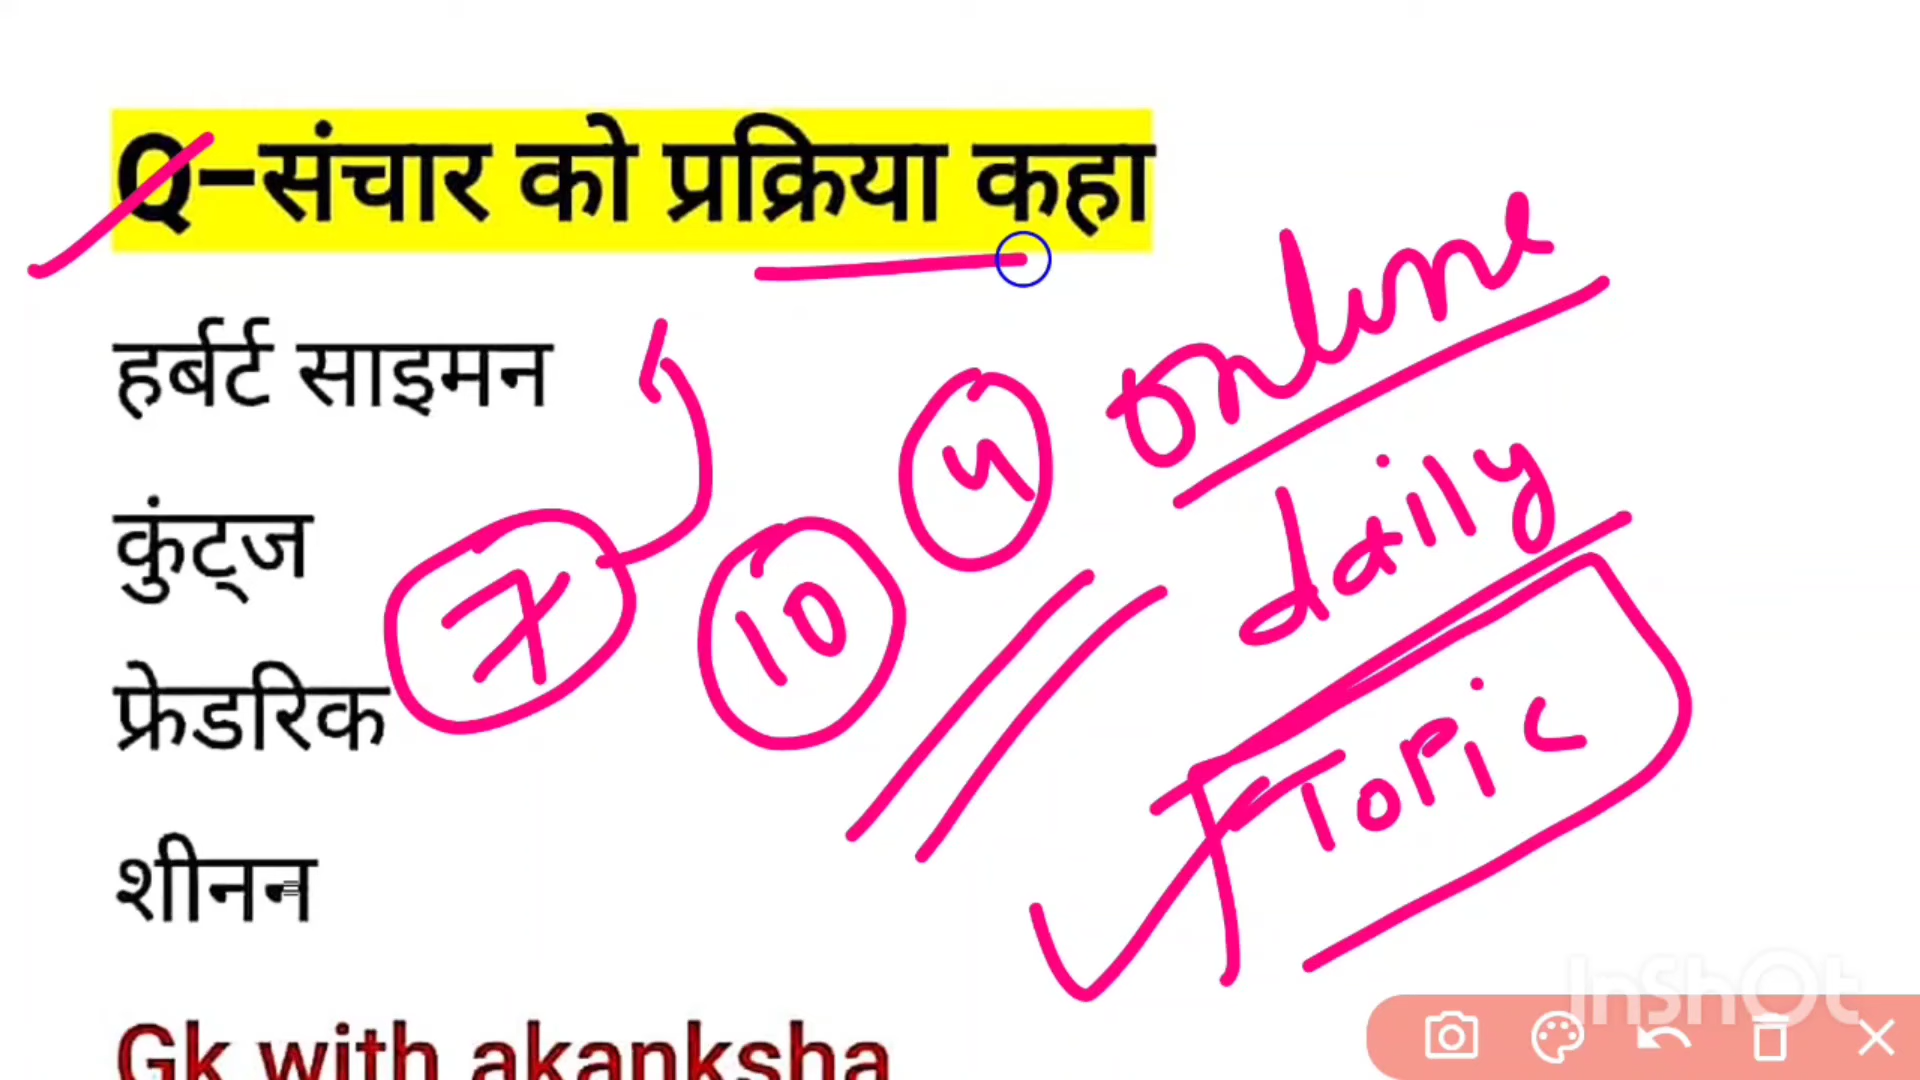 Q–संचार को प्रक्रिया कहा
हर्बर्ट साइमन
कुंट्ज
फ्रेडरिक
शीनन
7
10
4
online
daily
Topic
Gk with akanksha
InShOt